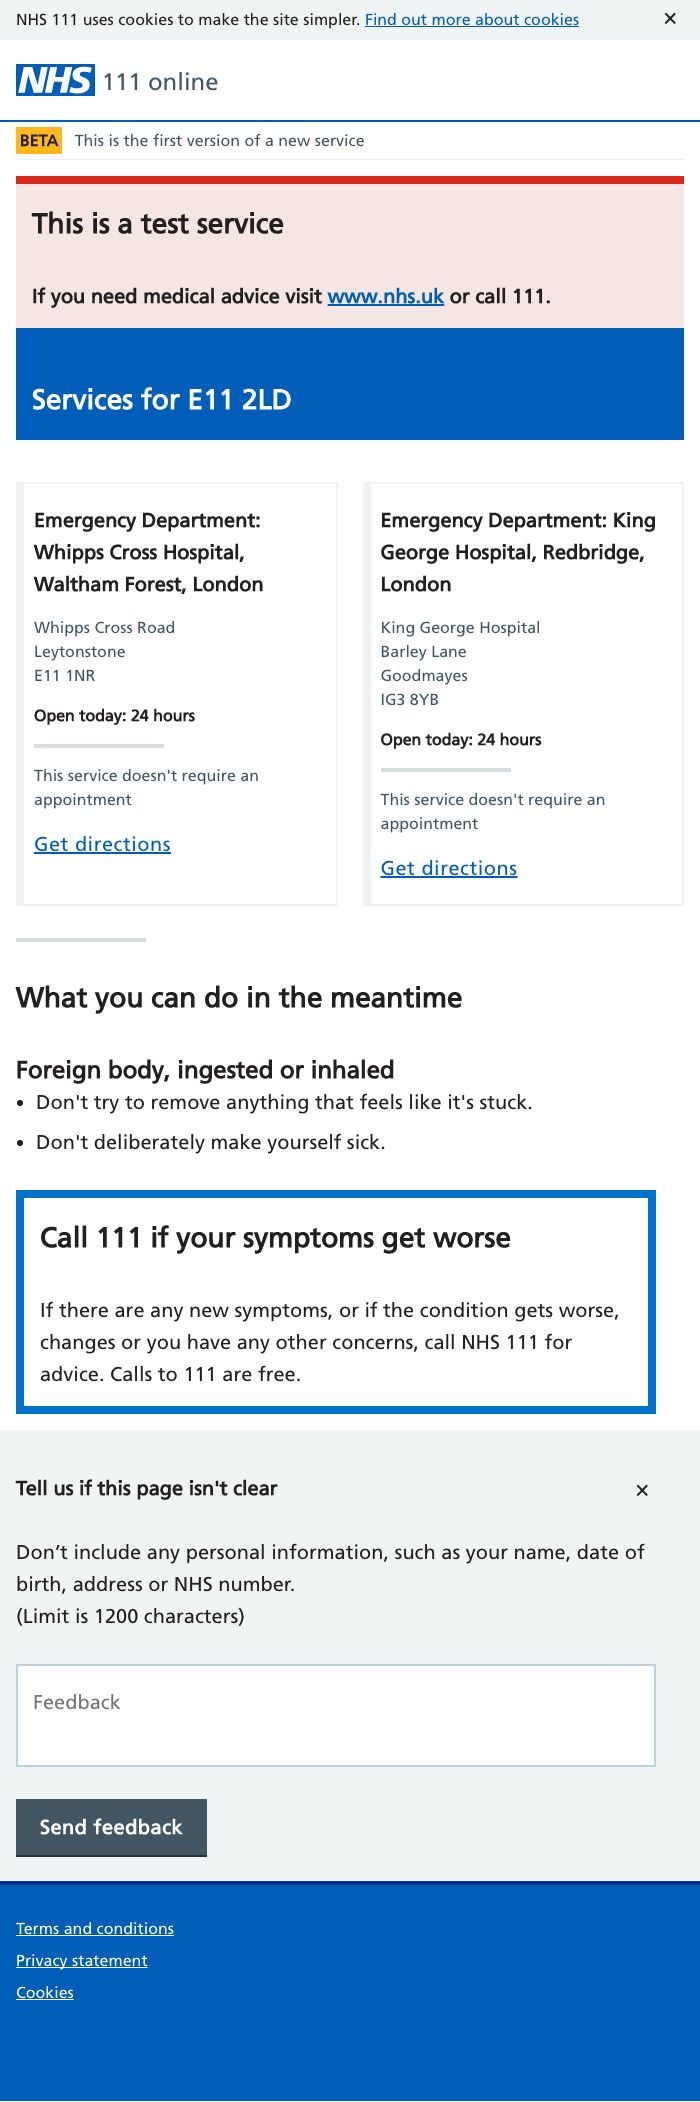 NHS 111 uses cookies to make the site simpler. Find out more about cookies ✕
NHS 111 online
BETA This is the first version of a new service
This is a test service
If you need medical advice visit www.nhs.uk or call 111.
Services for E11 2LD
Emergency Department:
Whipps Cross Hospital,
Waltham Forest, London
Whipps Cross Road
Leytonstone
E11 1NR
Open today: 24 hours
This service doesn't require an
appointment
Get directions
Emergency Department: King
George Hospital, Redbridge,
London
King George Hospital
Barley Lane
Goodmayes
IG3 8YB
Open today: 24 hours
This service doesn't require an
appointment
Get directions
What you can do in the meantime
Foreign body, ingested or inhaled
• Don't try to remove anything that feels like it's stuck.
• Don't deliberately make yourself sick.
Call 111 if your symptoms get worse
If there are any new symptoms, or if the condition gets worse,
changes or you have any other concerns, call NHS 111 for
advice. Calls to 111 are free.
Tell us if this page isn't clear ✕
Don’t include any personal information, such as your name, date of
birth, address or NHS number.
(Limit is 1200 characters)
Feedback
Send feedback
Terms and conditions
Privacy statement
Cookies